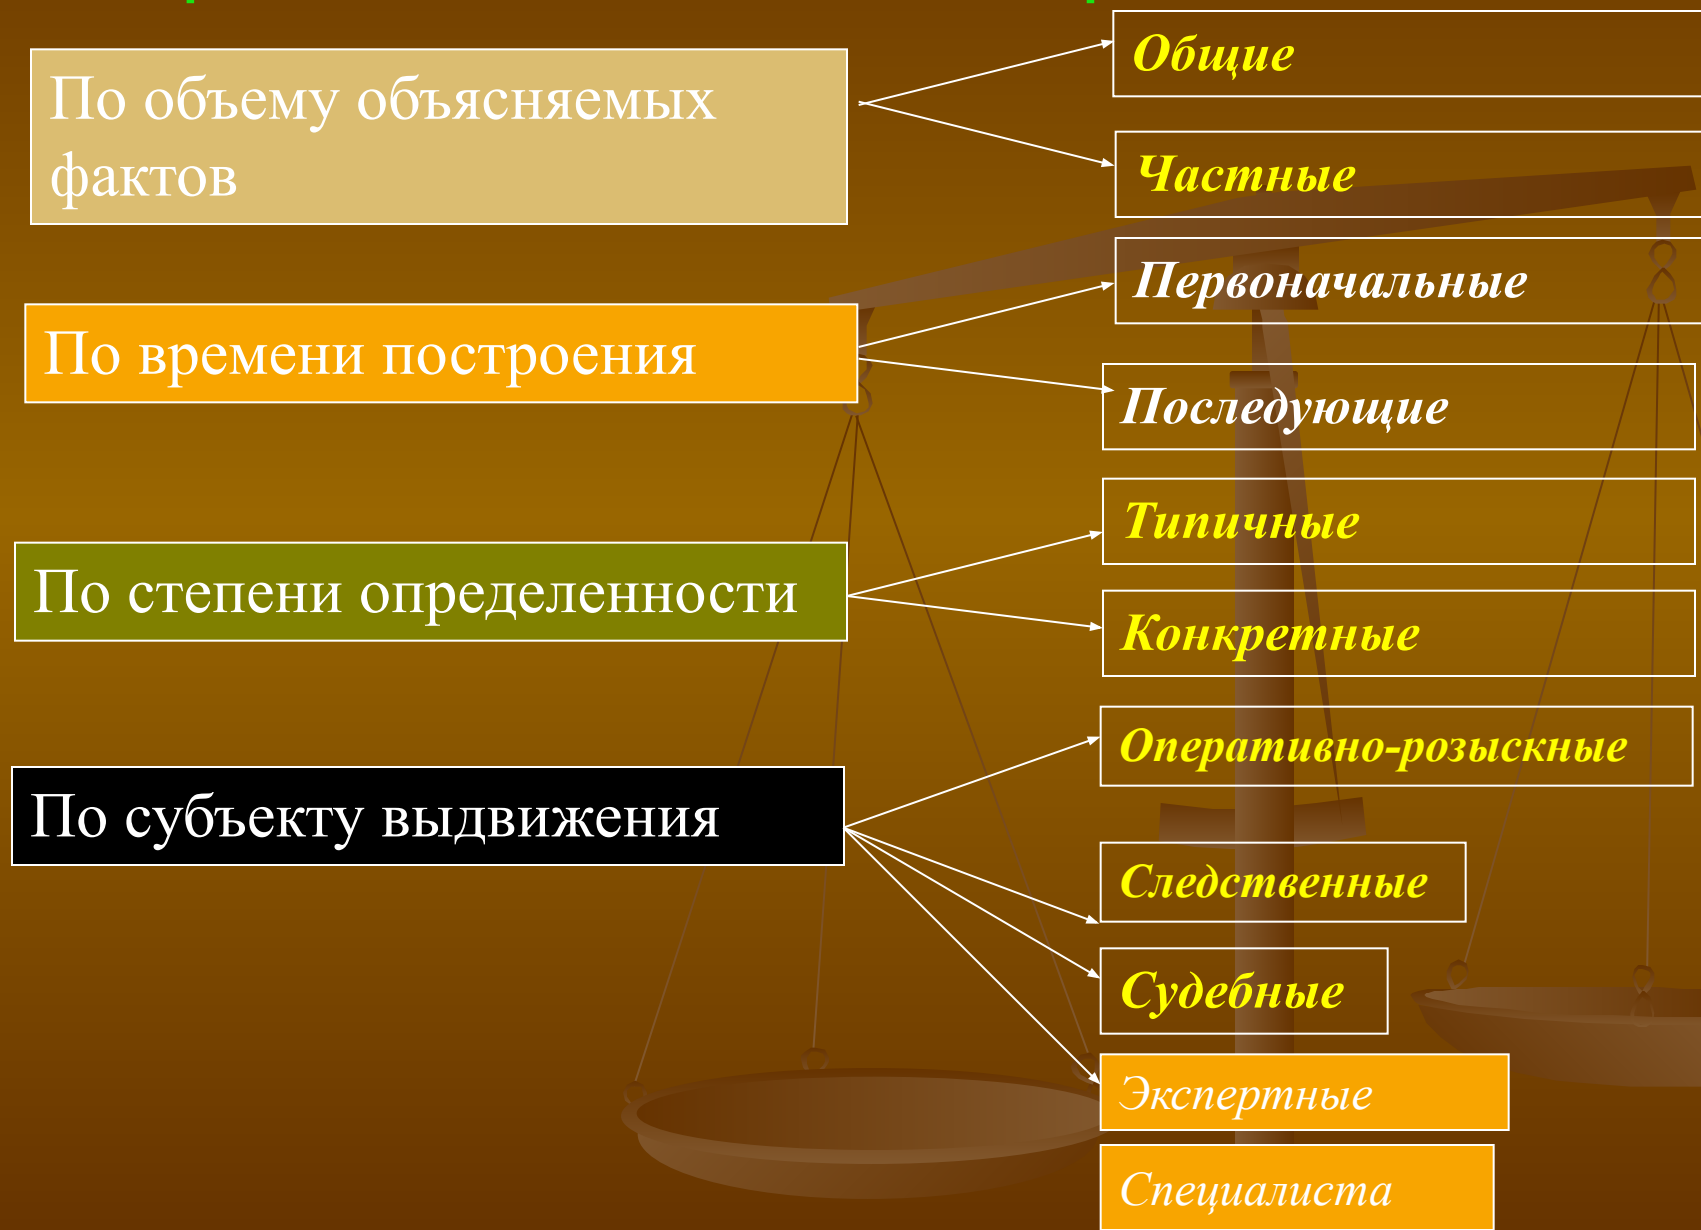 По объему объясняемых
фактов
Общие
Частные
По времени построения
Первоначальные
Последующие
По степени определенности
Типичные
Конкретные
По субъекту выдвижения
Оперативно-розыскные
Следственные
Судебные
Экспертные
Специалиста